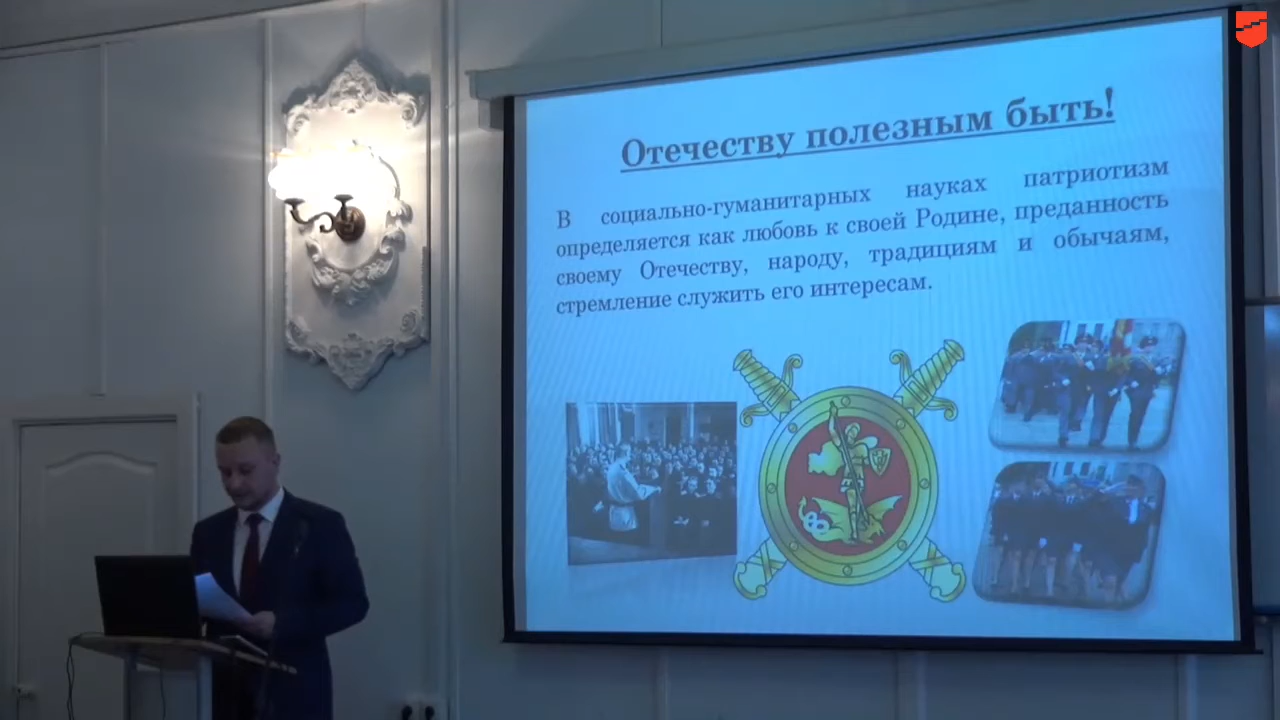 Отечеству полезным быть!
В социально-гуманитарных науках патриотизм
определяется как любовь к своей Родине, преданность
своему Отечеству, народу, традициям и обычаям,
стремление служить его интересам.